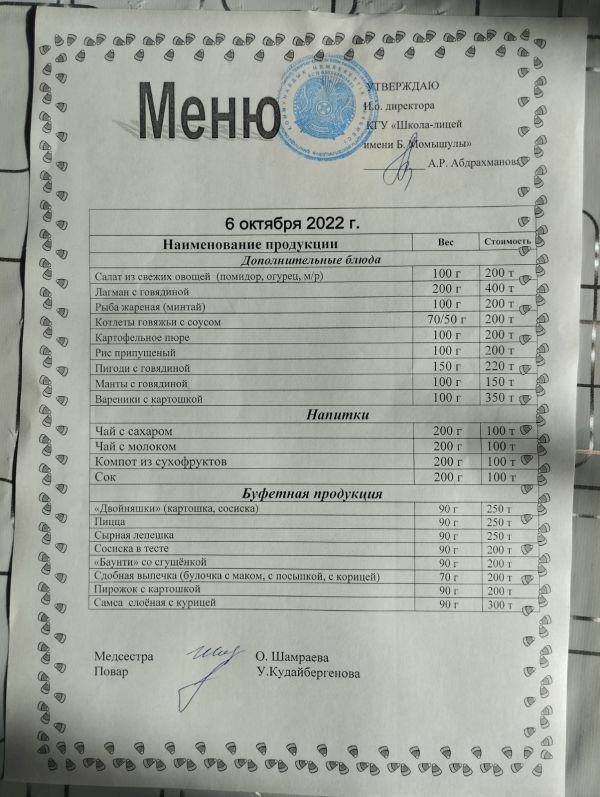 Меню
УТВЕРЖДАЮ
И.о. директора
КГУ «Школа-лицей
имени Б. Момышулы»
А.Р. Абдрахманова
6 октября 2022 г.
Наименование продукции Вес Стоимость
Дополнительные блюда
Салат из свежих овощей (помидор, огурец, м/р) 100 г 200 т
Лагман с говядиной 200 г 400 т
Рыба жареная (минтай) 100 г 200 т
Котлеты говяжьи с соусом 70/50 г 200 т
Картофельное пюре 100 г 200 т
Рис припущеный 100 г 200 т
Пигоди с говядиной 150 г 220 т
Манты с говядиной 100 г 150 т
Вареники с картошкой 100 г 350 т
Напитки
Чай с сахаром 200 г 100 т
Чай с молоком 200 г 100 т
Компот из сухофруктов 200 г 100 т
Сок 200 г 100 т
Буфетная продукция
«Двойняшки» (картошка, сосиска) 90 г 250 т
Пицца 90 г 250 т
Сырная лепешка 90 г 250 т
Сосиска в тесте 90 г 200 т
«Баунти» со сгущёнкой 90 г 200 т
Сдобная выпечка (булочка с маком, с посыпкой, с корицей) 70 г 200 т
Пирожок с картошкой 90 г 200 т
Самса слоёная с курицей 90 г 300 т
Медсестра О. Шамраева
Повар У.Кудайбергенова